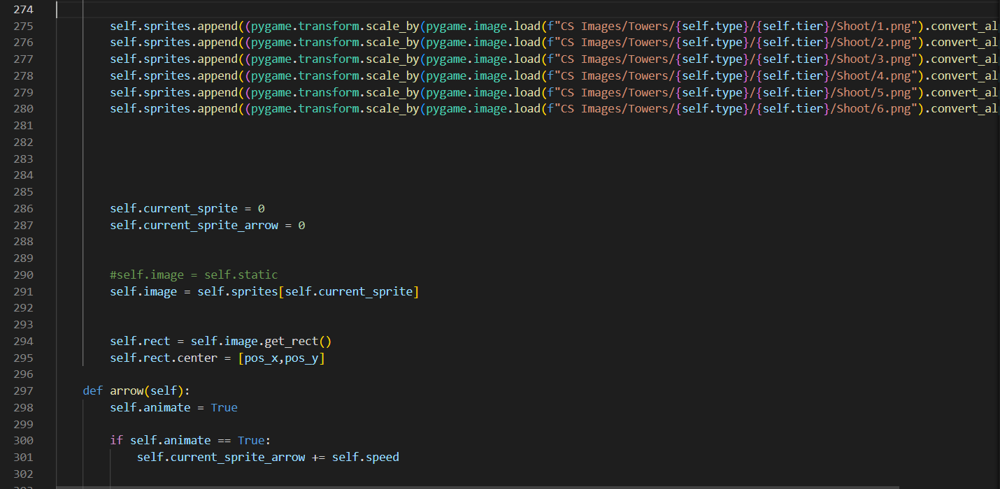 274
275 self.sprites.append((pygame.transform.scale_by(pygame.image.load(f"CS Images/Towers/{self.type}/{self.tier}/Shoot/1.png").convert_al
276 self.sprites.append((pygame.transform.scale_by(pygame.image.load(f"CS Images/Towers/{self.type}/{self.tier}/Shoot/2.png").convert_al
277 self.sprites.append((pygame.transform.scale_by(pygame.image.load(f"CS Images/Towers/{self.type}/{self.tier}/Shoot/3.png").convert_al
278 self.sprites.append((pygame.transform.scale_by(pygame.image.load(f"CS Images/Towers/{self.type}/{self.tier}/Shoot/4.png").convert_al
279 self.sprites.append((pygame.transform.scale_by(pygame.image.load(f"CS Images/Towers/{self.type}/{self.tier}/Shoot/5.png").convert_al
280 self.sprites.append((pygame.transform.scale_by(pygame.image.load(f"CS Images/Towers/{self.type}/{self.tier}/Shoot/6.png").convert_al
281
282
283
284
285
286 self.current_sprite = 0
287 self.current_sprite_arrow = 0
288
289
290 #self.image = self.static
291 self.image = self.sprites[self.current_sprite]
292
293
294 self.rect = self.image.get_rect()
295 self.rect.center = [pos_x,pos_y]
296
297 def arrow(self):
298 self.animate = True
299
300 if self.animate == True:
301 self.current_sprite_arrow += self.speed
302